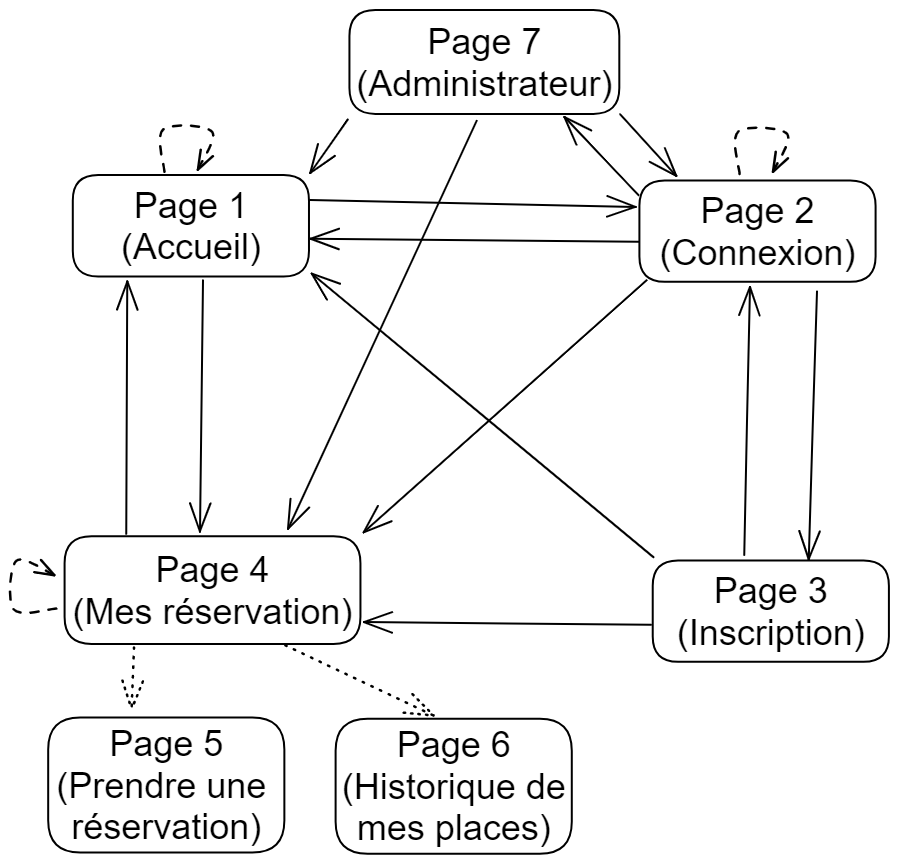 Page 7
(Administrateur)
Page 1
(Accueil)
Page 2
(Connexion)
Page 4
(Mes réservation)
Page 3
(Inscription)
Page 5
(Prendre une
réservation)
Page 6
(Historique de
mes places)